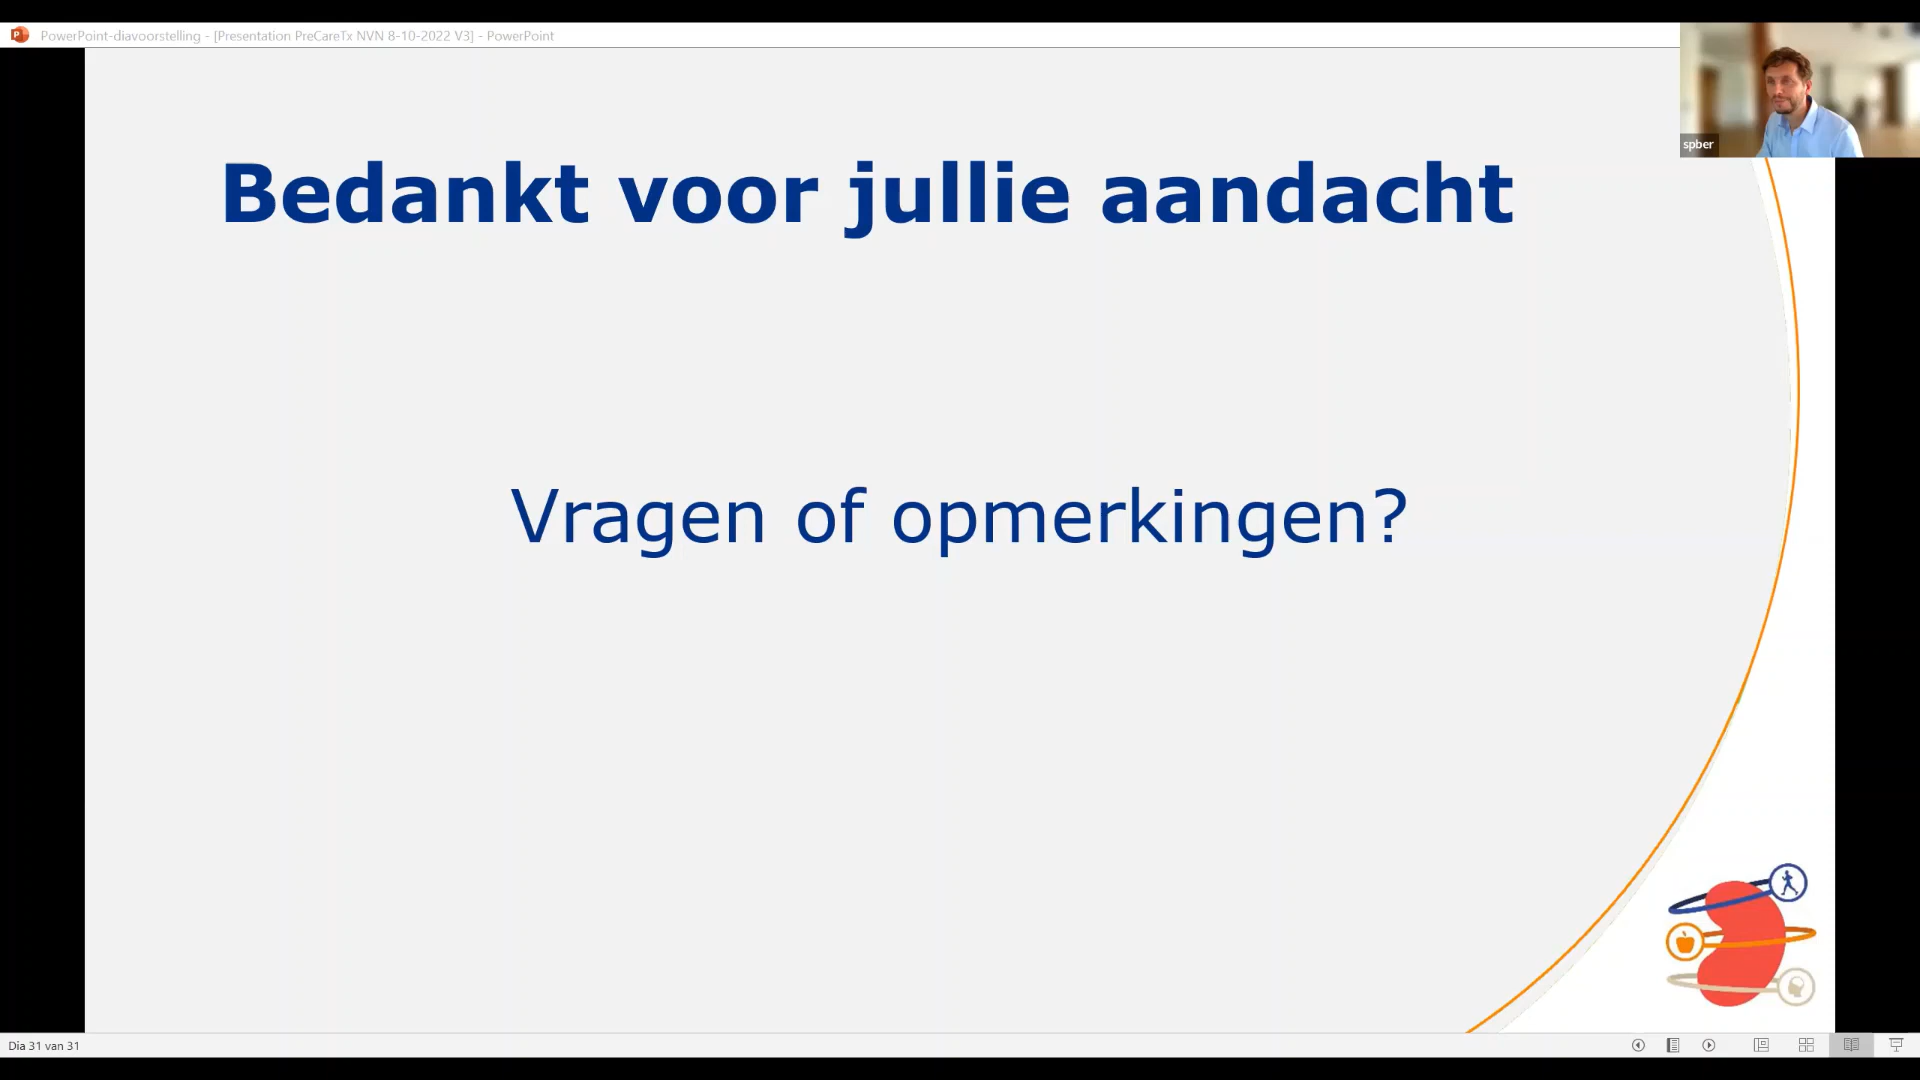 PowerPoint-diavoorstelling - [Presentation PreCareTx NVN 8-10-2022 V3] - PowerPoint
spber
Bedankt voor jullie aandacht
Vragen of opmerkingen?
Dia 31 van 31